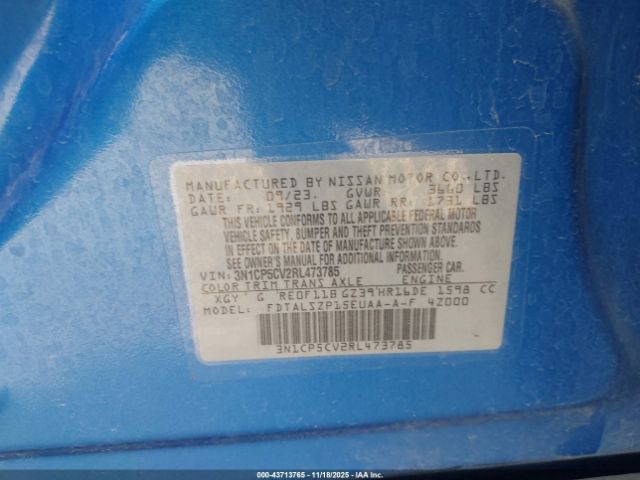 MANUFACTURED BY NISSAN MOTOR CO., LTD.
DATE: 09/23. GVWR 3660 LBS
GAWR FR: 1929 LBS GAWR RR: 1731 LBS
THIS VEHICLE CONFORMS TO ALL APPLICABLE FEDERAL MOTOR
VEHICLE SAFETY, BUMPER AND THEFT PREVENTION STANDARDS
IN EFFECT ON THE DATE OF MANUFACTURE SHOWN ABOVE.
SEE OWNER'S MANUAL FOR ADDITIONAL INFORMATION.
VIN: 3N1CP5CV2RL473785 PASSENGER CAR.
COLOR TRIM TRANS AXLE ENGINE
XGY G RE0F11B GZ39 HR16DE 1598 CC
MODEL: FDTALSZP15EUAA-A-F 4Z000
3N1CP5CV2RL473785
000-43713765 - 11/18/2025 - IAA Inc.